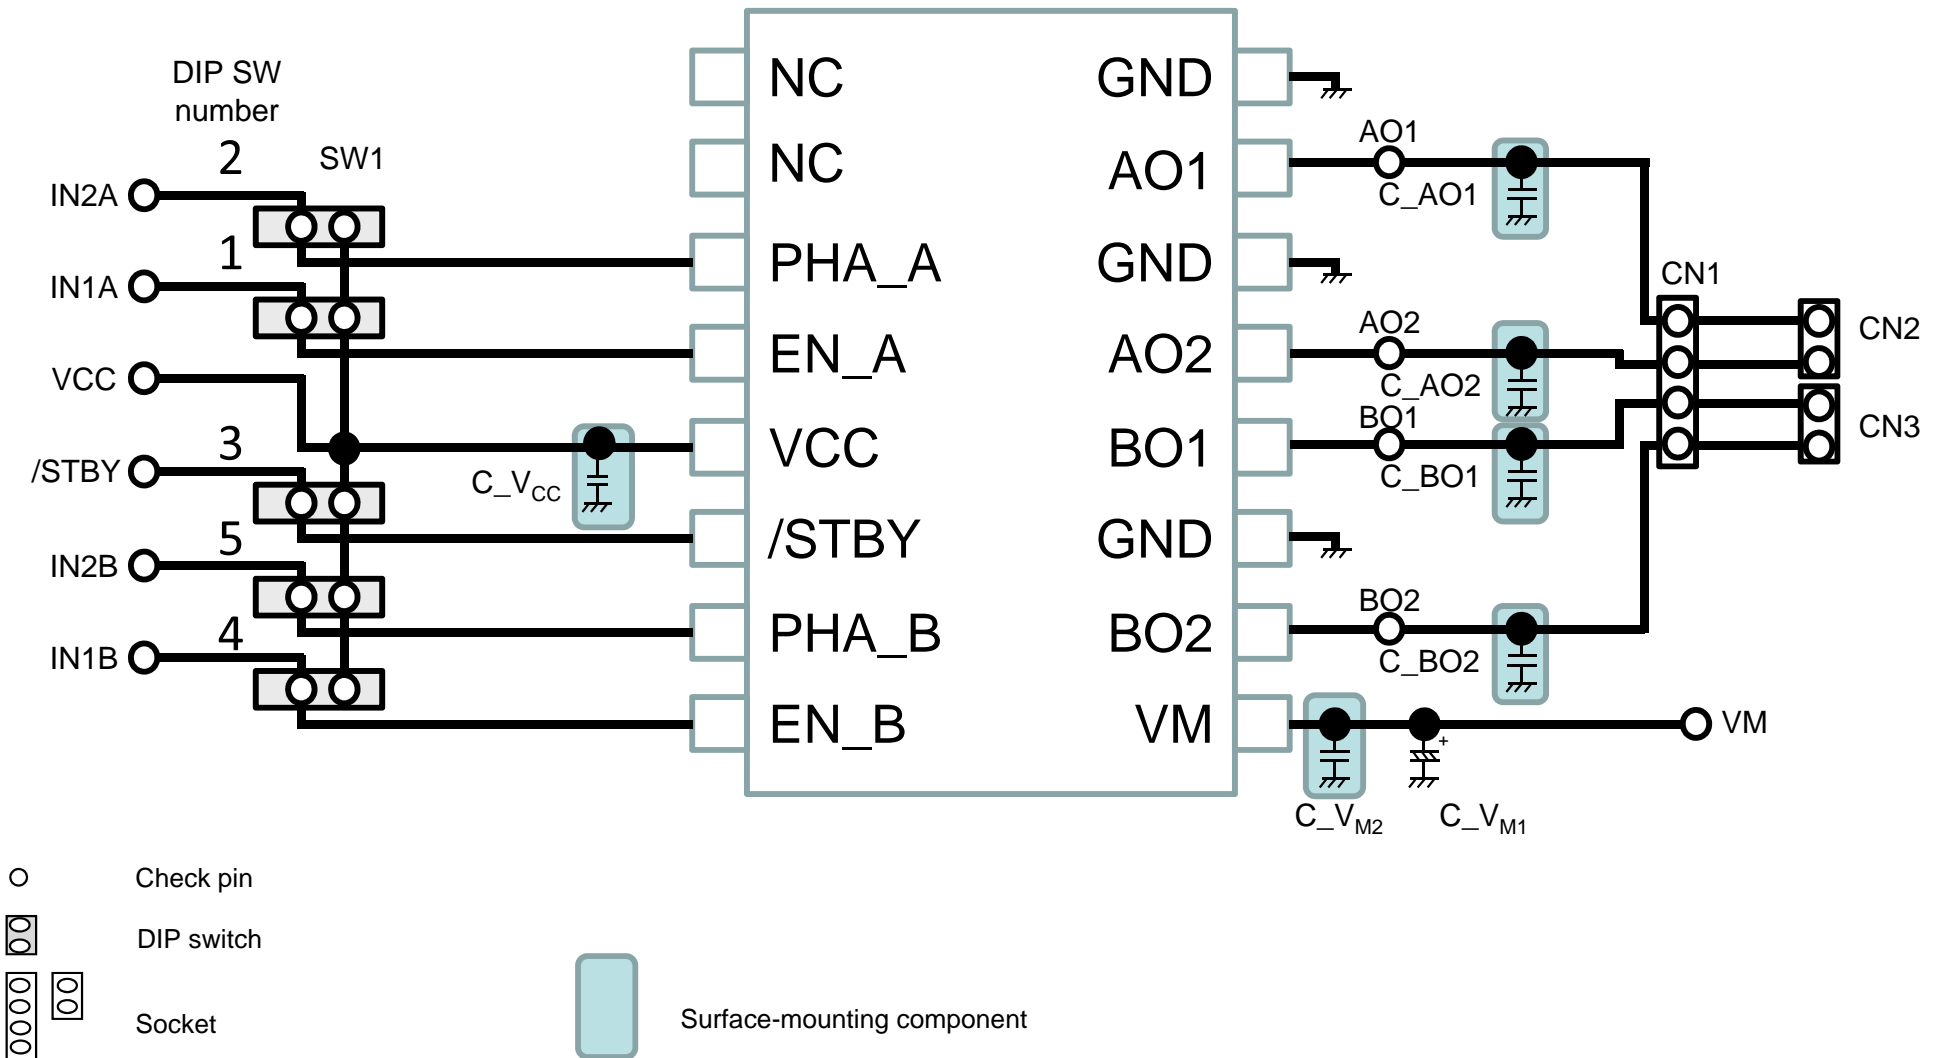 DIP SW
number
2
SW1
IN2A
1
IN1A
VCC
3
/STBY
C_VCC
5
IN2B
4
IN1B
NC
NC
PHA_A
EN_A
VCC
/STBY
PHA_B
EN_B
GND
AO1
GND
AO2
BO1
GND
BO2
VM
AO1
C_AO1
AO2
C_AO2
BO1
C_BO1
BO2
C_BO2
CN1
CN2
CN3
+
VM
C_VM2
C_VM1
Check pin
DIP switch
Socket
Surface-mounting component